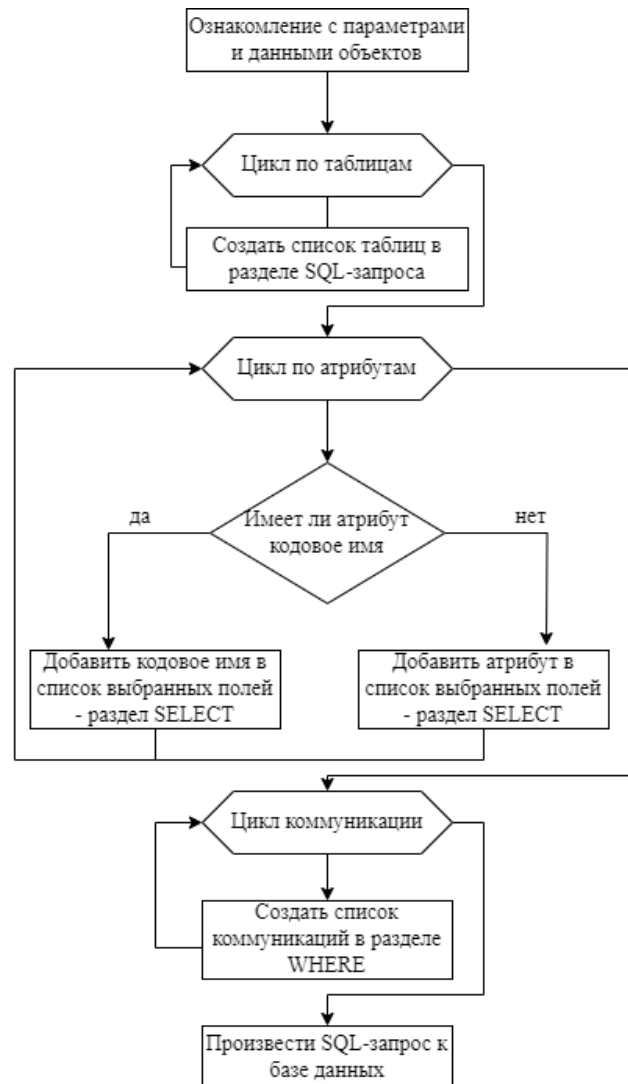 Ознакомление с параметрами
и данными объектов
Цикл по таблицам
Создать список таблиц в
разделе SQL-запроса
Цикл по атрибутам
да
Имеет ли атрибут
кодовое имя
нет
Добавить кодовое имя в
список выбранных полей
- раздел SELECT
Добавить атрибут в
список выбранных полей
- раздел SELECT
Цикл коммуникации
Создать список
коммуникаций в разделе
WHERE
Произвести SQL-запрос к
базе данных